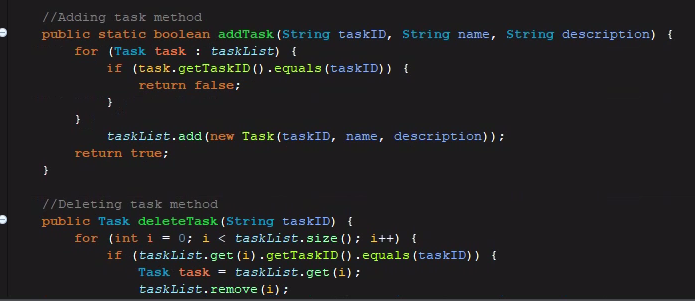 //Adding task method
public static boolean addTask(String taskID, String name, String description) {
for (Task task : taskList) {
if (task.getTaskID().equals(taskID)) {
return false;
}
}
taskList.add(new Task(taskID, name, description));
return true;
}
//Deleting task method
public Task deleteTask(String taskID) {
for (int i = 0; i < taskList.size(); i++) {
if (taskList.get(i).getTaskID().equals(taskID)) {
Task task = taskList.get(i);
taskList.remove(i);